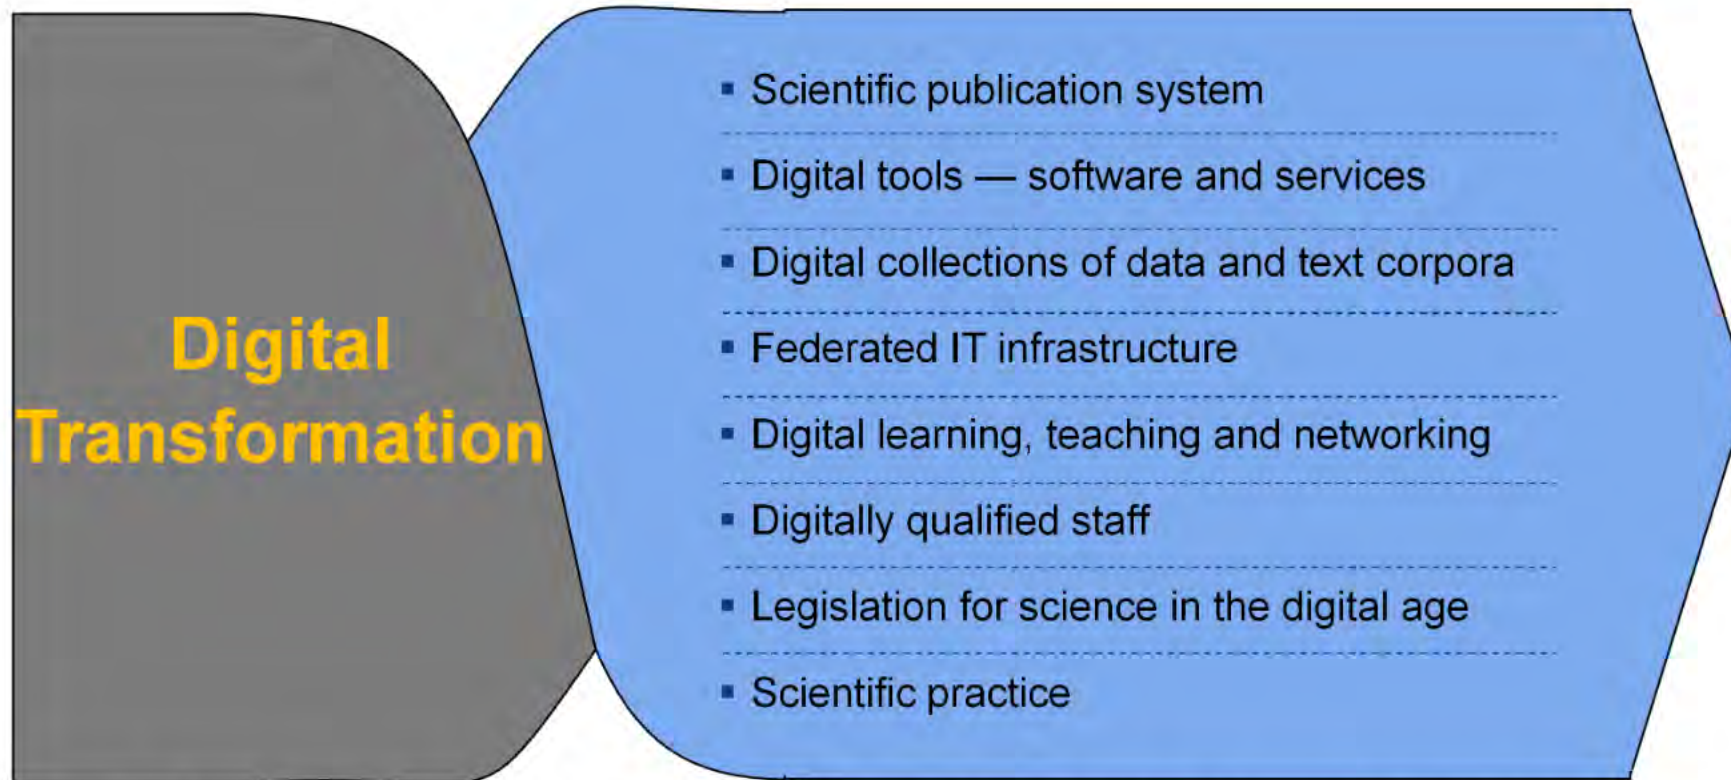 Digital
Transformation
▪ Scientific publication system
▪ Digital tools — software and services
▪ Digital collections of data and text corpora
▪ Federated IT infrastructure
▪ Digital learning, teaching and networking
▪ Digitally qualified staff
▪ Legislation for science in the digital age
▪ Scientific practice